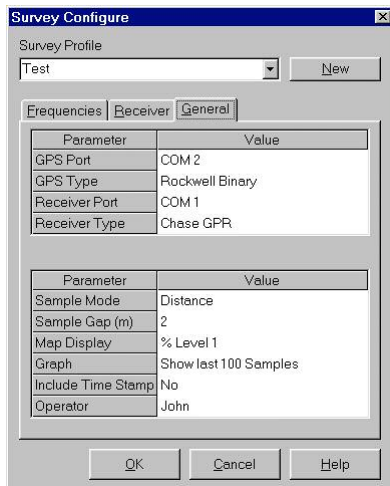 Survey Configure
Survey Profile
Test
New
Frequencies Receiver General
Parameter Value
GPS Port COM 2
GPS Type Rockwell Binary
Receiver Port COM 1
Receiver Type Chase GPR
Parameter Value
Sample Mode Distance
Sample Gap (m) 2
Map Display % Level 1
Graph Show last 100 Samples
Include Time Stamp No
Operator John
OK Cancel Help